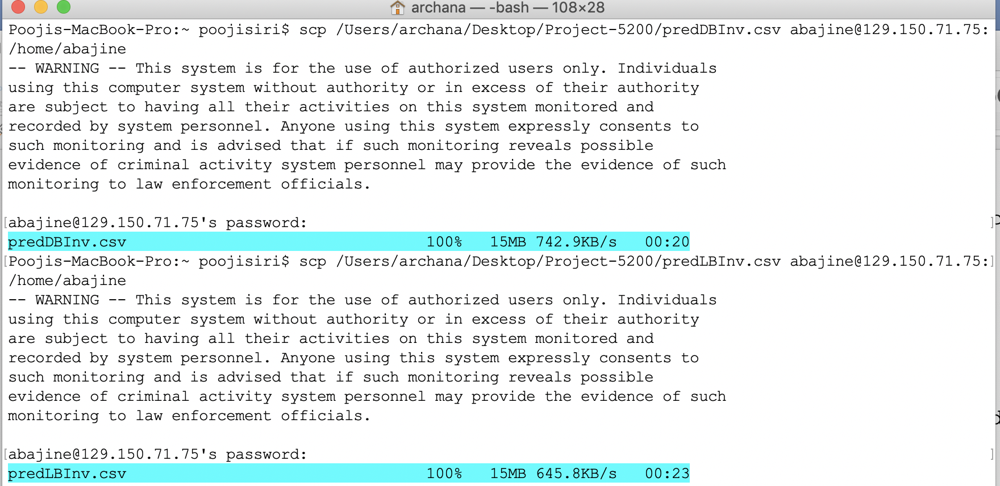 archana — -bash — 108×28
Poojis-MacBook-Pro:~ poojisiri$ scp /Users/archana/Desktop/Project-5200/predDBInv.csv abajine@129.150.71.75:
/home/abajine
-- WARNING -- This system is for the use of authorized users only. Individuals
using this computer system without authority or in excess of their authority
are subject to having all their activities on this system monitored and
recorded by system personnel. Anyone using this system expressly consents to
such monitoring and is advised that if such monitoring reveals possible
evidence of criminal activity system personnel may provide the evidence of such
monitoring to law enforcement officials.
[abajine@129.150.71.75's password: ]
predDBInv.csv 100% 15MB 742.9KB/s 00:20
[Poojis-MacBook-Pro:~ poojisiri$ scp /Users/archana/Desktop/Project-5200/predLBInv.csv abajine@129.150.71.75:]
/home/abajine
-- WARNING -- This system is for the use of authorized users only. Individuals
using this computer system without authority or in excess of their authority
are subject to having all their activities on this system monitored and
recorded by system personnel. Anyone using this system expressly consents to
such monitoring and is advised that if such monitoring reveals possible
evidence of criminal activity system personnel may provide the evidence of such
monitoring to law enforcement officials.
[abajine@129.150.71.75's password: ]
predLBInv.csv 100% 15MB 645.8KB/s 00:23